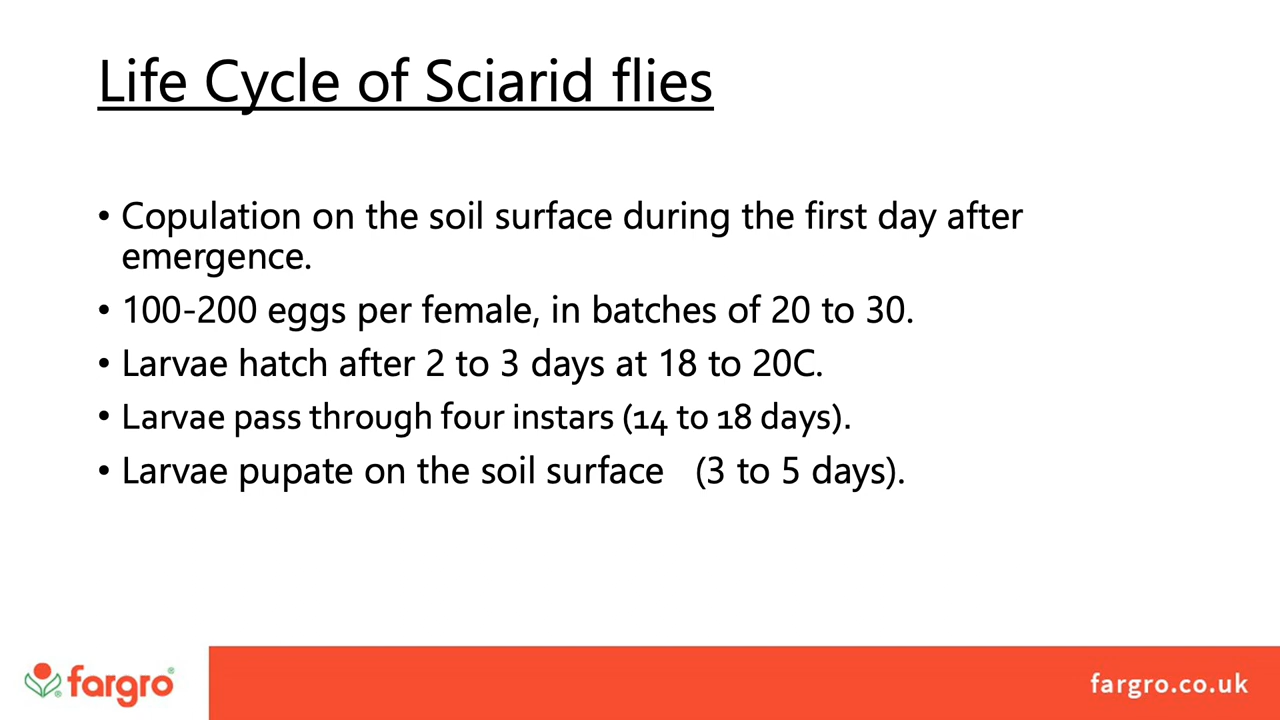 Life Cycle of Sciarid flies
• Copulation on the soil surface during the first day after
emergence.
• 100-200 eggs per female, in batches of 20 to 30.
• Larvae hatch after 2 to 3 days at 18 to 20C.
• Larvae pass through four instars (14 to 18 days).
• Larvae pupate on the soil surface   (3 to 5 days).
fargro®
fargro.co.uk